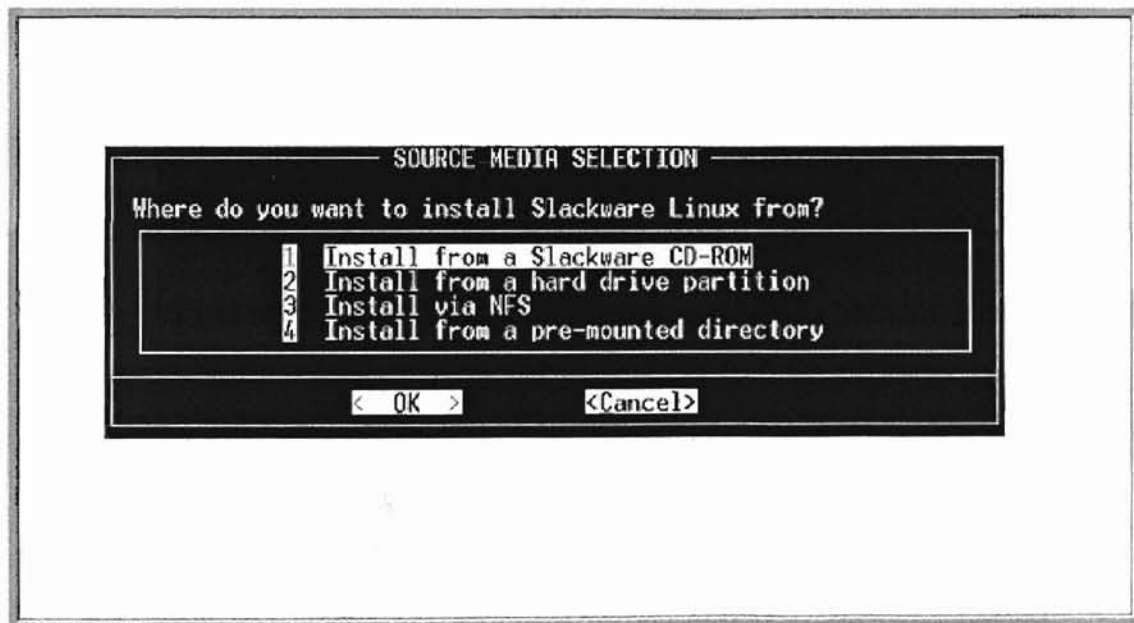 SOURCE MEDIA SELECTION
Where do you want to install Slackware Linux from?
1 Install from a Slackware CD-ROM
2 Install from a hard drive partition
3 Install via NFS
4 Install from a pre-mounted directory
< OK > <Cancel>